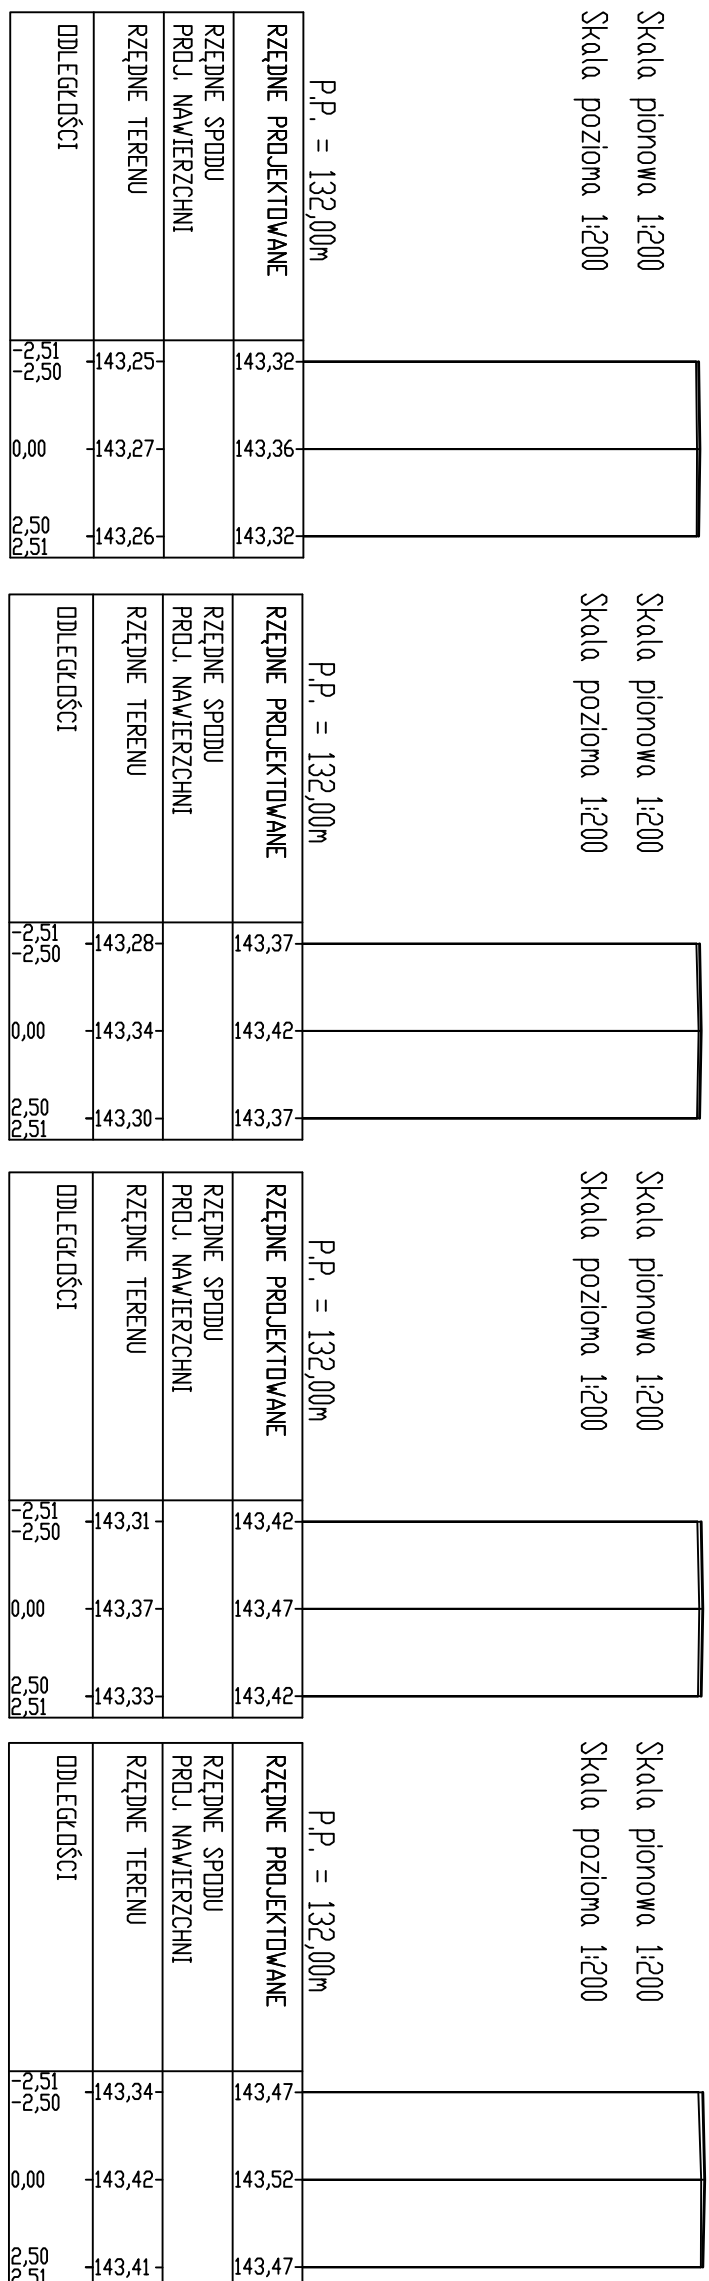 Skala pionowa 1:200
Skala pozioma 1:200
P.P. = 132,00m
RZĘDNE PROJEKTOWANE
143,32
143,36
143,32
RZĘDNE SPODU
PROJ. NAWIERZCHNI
RZĘDNE TERENU
143,25
143,27
143,26
ODLEGŁOŚCI
-2,51
-2,50
0,00
2,50
2,51
Skala pionowa 1:200
Skala pozioma 1:200
P.P. = 132,00m
RZĘDNE PROJEKTOWANE
143,37
143,42
143,37
RZĘDNE SPODU
PROJ. NAWIERZCHNI
RZĘDNE TERENU
143,28
143,34
143,30
ODLEGŁOŚCI
-2,51
-2,50
0,00
2,50
2,51
Skala pionowa 1:200
Skala pozioma 1:200
P.P. = 132,00m
RZĘDNE PROJEKTOWANE
143,42
143,47
143,42
RZĘDNE SPODU
PROJ. NAWIERZCHNI
RZĘDNE TERENU
143,31
143,37
143,33
ODLEGŁOŚCI
-2,51
-2,50
0,00
2,50
2,51
Skala pionowa 1:200
Skala pozioma 1:200
P.P. = 132,00m
RZĘDNE PROJEKTOWANE
143,47
143,52
143,47
RZĘDNE SPODU
PROJ. NAWIERZCHNI
RZĘDNE TERENU
143,34
143,42
143,41
ODLEGŁOŚCI
-2,51
-2,50
0,00
2,50
2,51